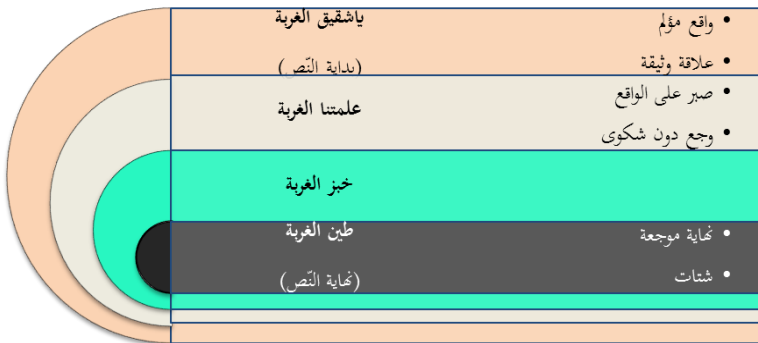 ياشقيق الغربة
(بداية النّص)
• واقع مؤلم
• علاقة وثيقة
علمتنا الغربة
• صبر على الواقع
• وجع دون شكوى
خبز الغربة
طين الغربة
(نهاية النّص)
• نهاية موجعة
• شتات